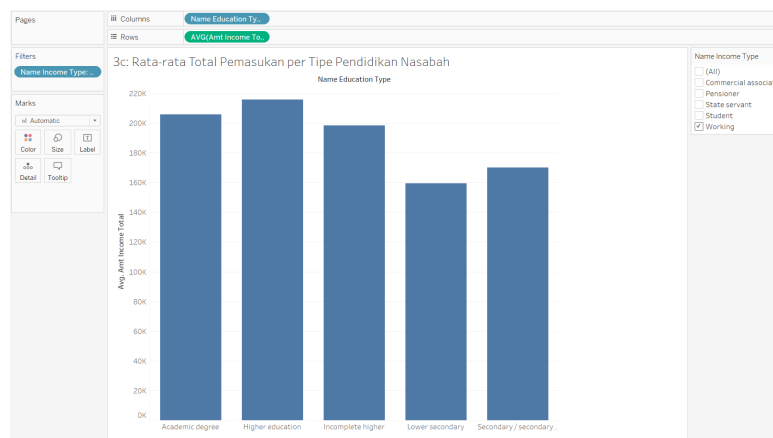 Pages
iii Columns
Name Education Ty..
Rows
AVG(Amt Income To..
Filters
Name Income Type: ..
Marks
Automatic
Color
Size
T
Label
Detail
Tooltip
3c: Rata-rata Total Pemasukan per Tipe Pendidikan Nasabah
Name Education Type
220K
200K
180K
160K
140K
120K
100K
80K
60K
40K
20K
0K
Avg. Amt Income Total
Academic degree
Higher education
Incomplete higher
Lower secondary
Secondary / secondary..
Name Income Type
(All)
Commercial associat
Pensioner
State servant
Student
Working